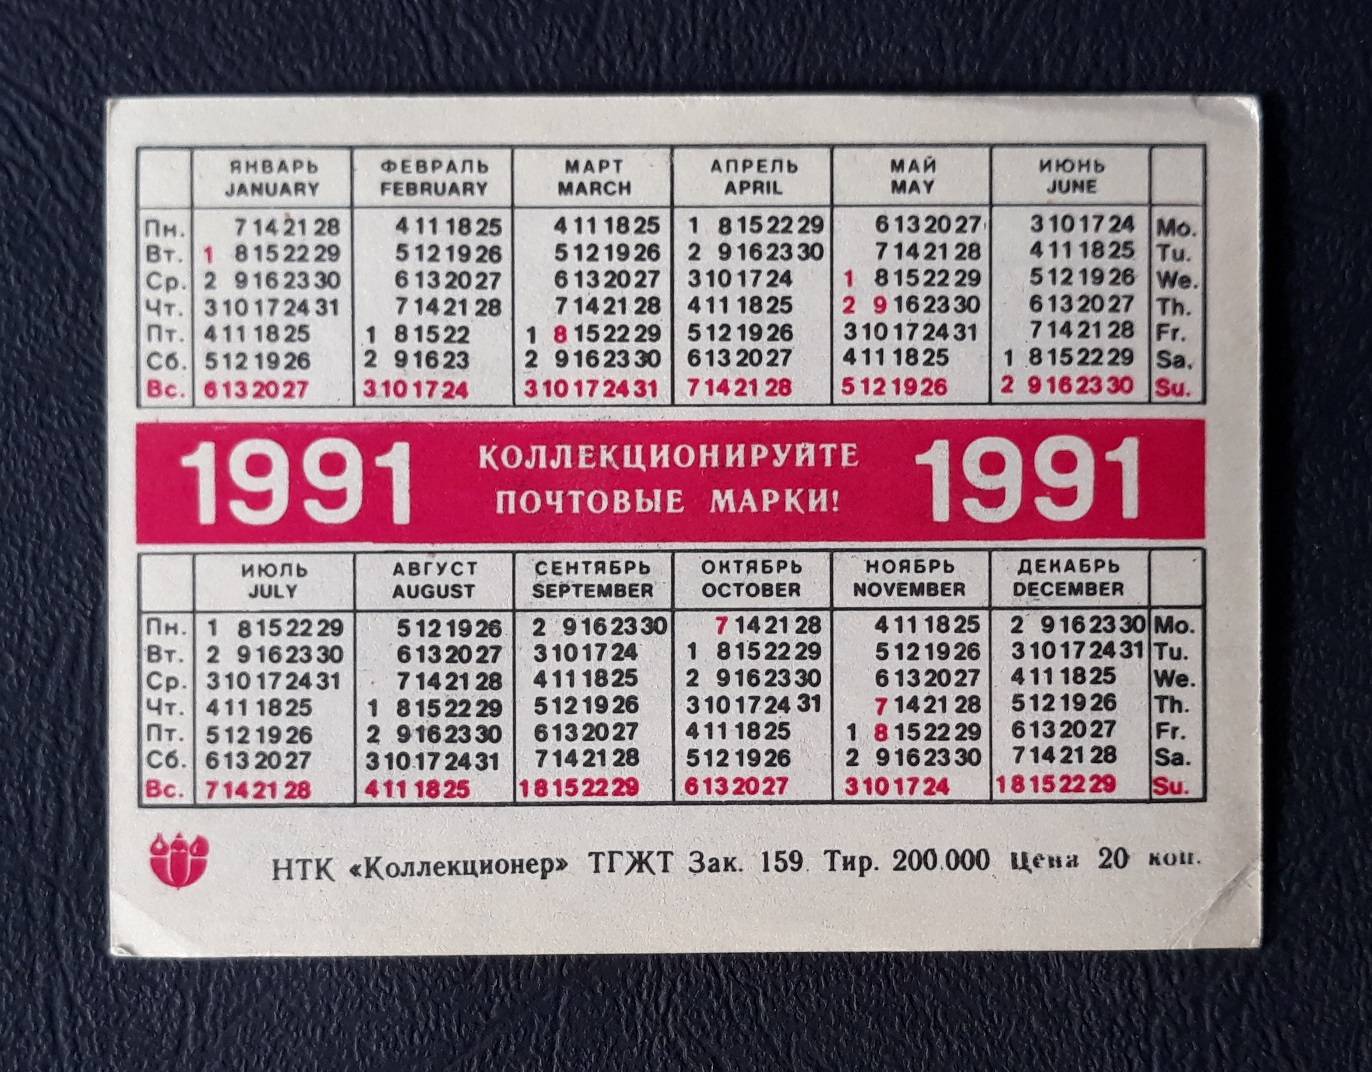 ЯНВАРЬ ФЕВРАЛЬ МАРТ АПРЕЛЬ МАЙ ИЮНЬ
JANUARY FEBRUARY MARCH APRIL MAY JUNE
Пн. 7 14 21 28 4 11 18 25 4 11 18 25 1 8 15 22 29 6 13 20 27 3 10 17 24 Mo.
Вт. 1 8 15 22 29 5 12 19 26 5 12 19 26 2 9 16 23 30 7 14 21 28 4 11 18 25 Tu.
Ср. 2 9 16 23 30 6 13 20 27 6 13 20 27 3 10 17 24 1 8 15 22 29 5 12 19 26 We.
Чт. 3 10 17 24 31 7 14 21 28 7 14 21 28 4 11 18 25 2 9 16 23 30 6 13 20 27 Th.
Пт. 4 11 18 25 1 8 15 22 1 8 15 22 29 5 12 19 26 3 10 17 24 31 7 14 21 28 Fr.
Сб. 5 12 19 26 2 9 16 23 2 9 16 23 30 6 13 20 27 4 11 18 25 1 8 15 22 29 Sa.
Вс. 6 13 20 27 3 10 17 24 3 10 17 24 31 7 14 21 28 5 12 19 26 2 9 16 23 30 Su.
1991 КОЛЛЕКЦИОНИРУЙТЕ 1991
ПОЧТОВЫЕ МАРКИ!
ИЮЛЬ АВГУСТ СЕНТЯБРЬ ОКТЯБРЬ НОЯБРЬ ДЕКАБРЬ
JULY AUGUST SEPTEMBER OCTOBER NOVEMBER DECEMBER
Пн. 1 8 15 22 29 5 12 19 26 2 9 16 23 30 7 14 21 28 4 11 18 25 2 9 16 23 30 Mo.
Вт. 2 9 16 23 30 6 13 20 27 3 10 17 24 1 8 15 22 29 5 12 19 26 3 10 17 24 31 Tu.
Ср. 3 10 17 24 31 7 14 21 28 4 11 18 25 2 9 16 23 30 6 13 20 27 4 11 18 25 We.
Чт. 4 11 18 25 1 8 15 22 29 5 12 19 26 3 10 17 24 31 7 14 21 28 5 12 19 26 Th.
Пт. 5 12 19 26 2 9 16 23 30 6 13 20 27 4 11 18 25 1 8 15 22 29 6 13 20 27 Fr.
Сб. 6 13 20 27 3 10 17 24 31 7 14 21 28 5 12 19 26 2 9 16 23 30 7 14 21 28 Sa.
Вс. 7 14 21 28 4 11 18 25 1 8 15 22 29 6 13 20 27 3 10 17 24 1 8 15 22 29 Su.
НТК «Коллекционер» ТГЖТ Зак. 159 Тир. 200.000 Цена 20 коп.